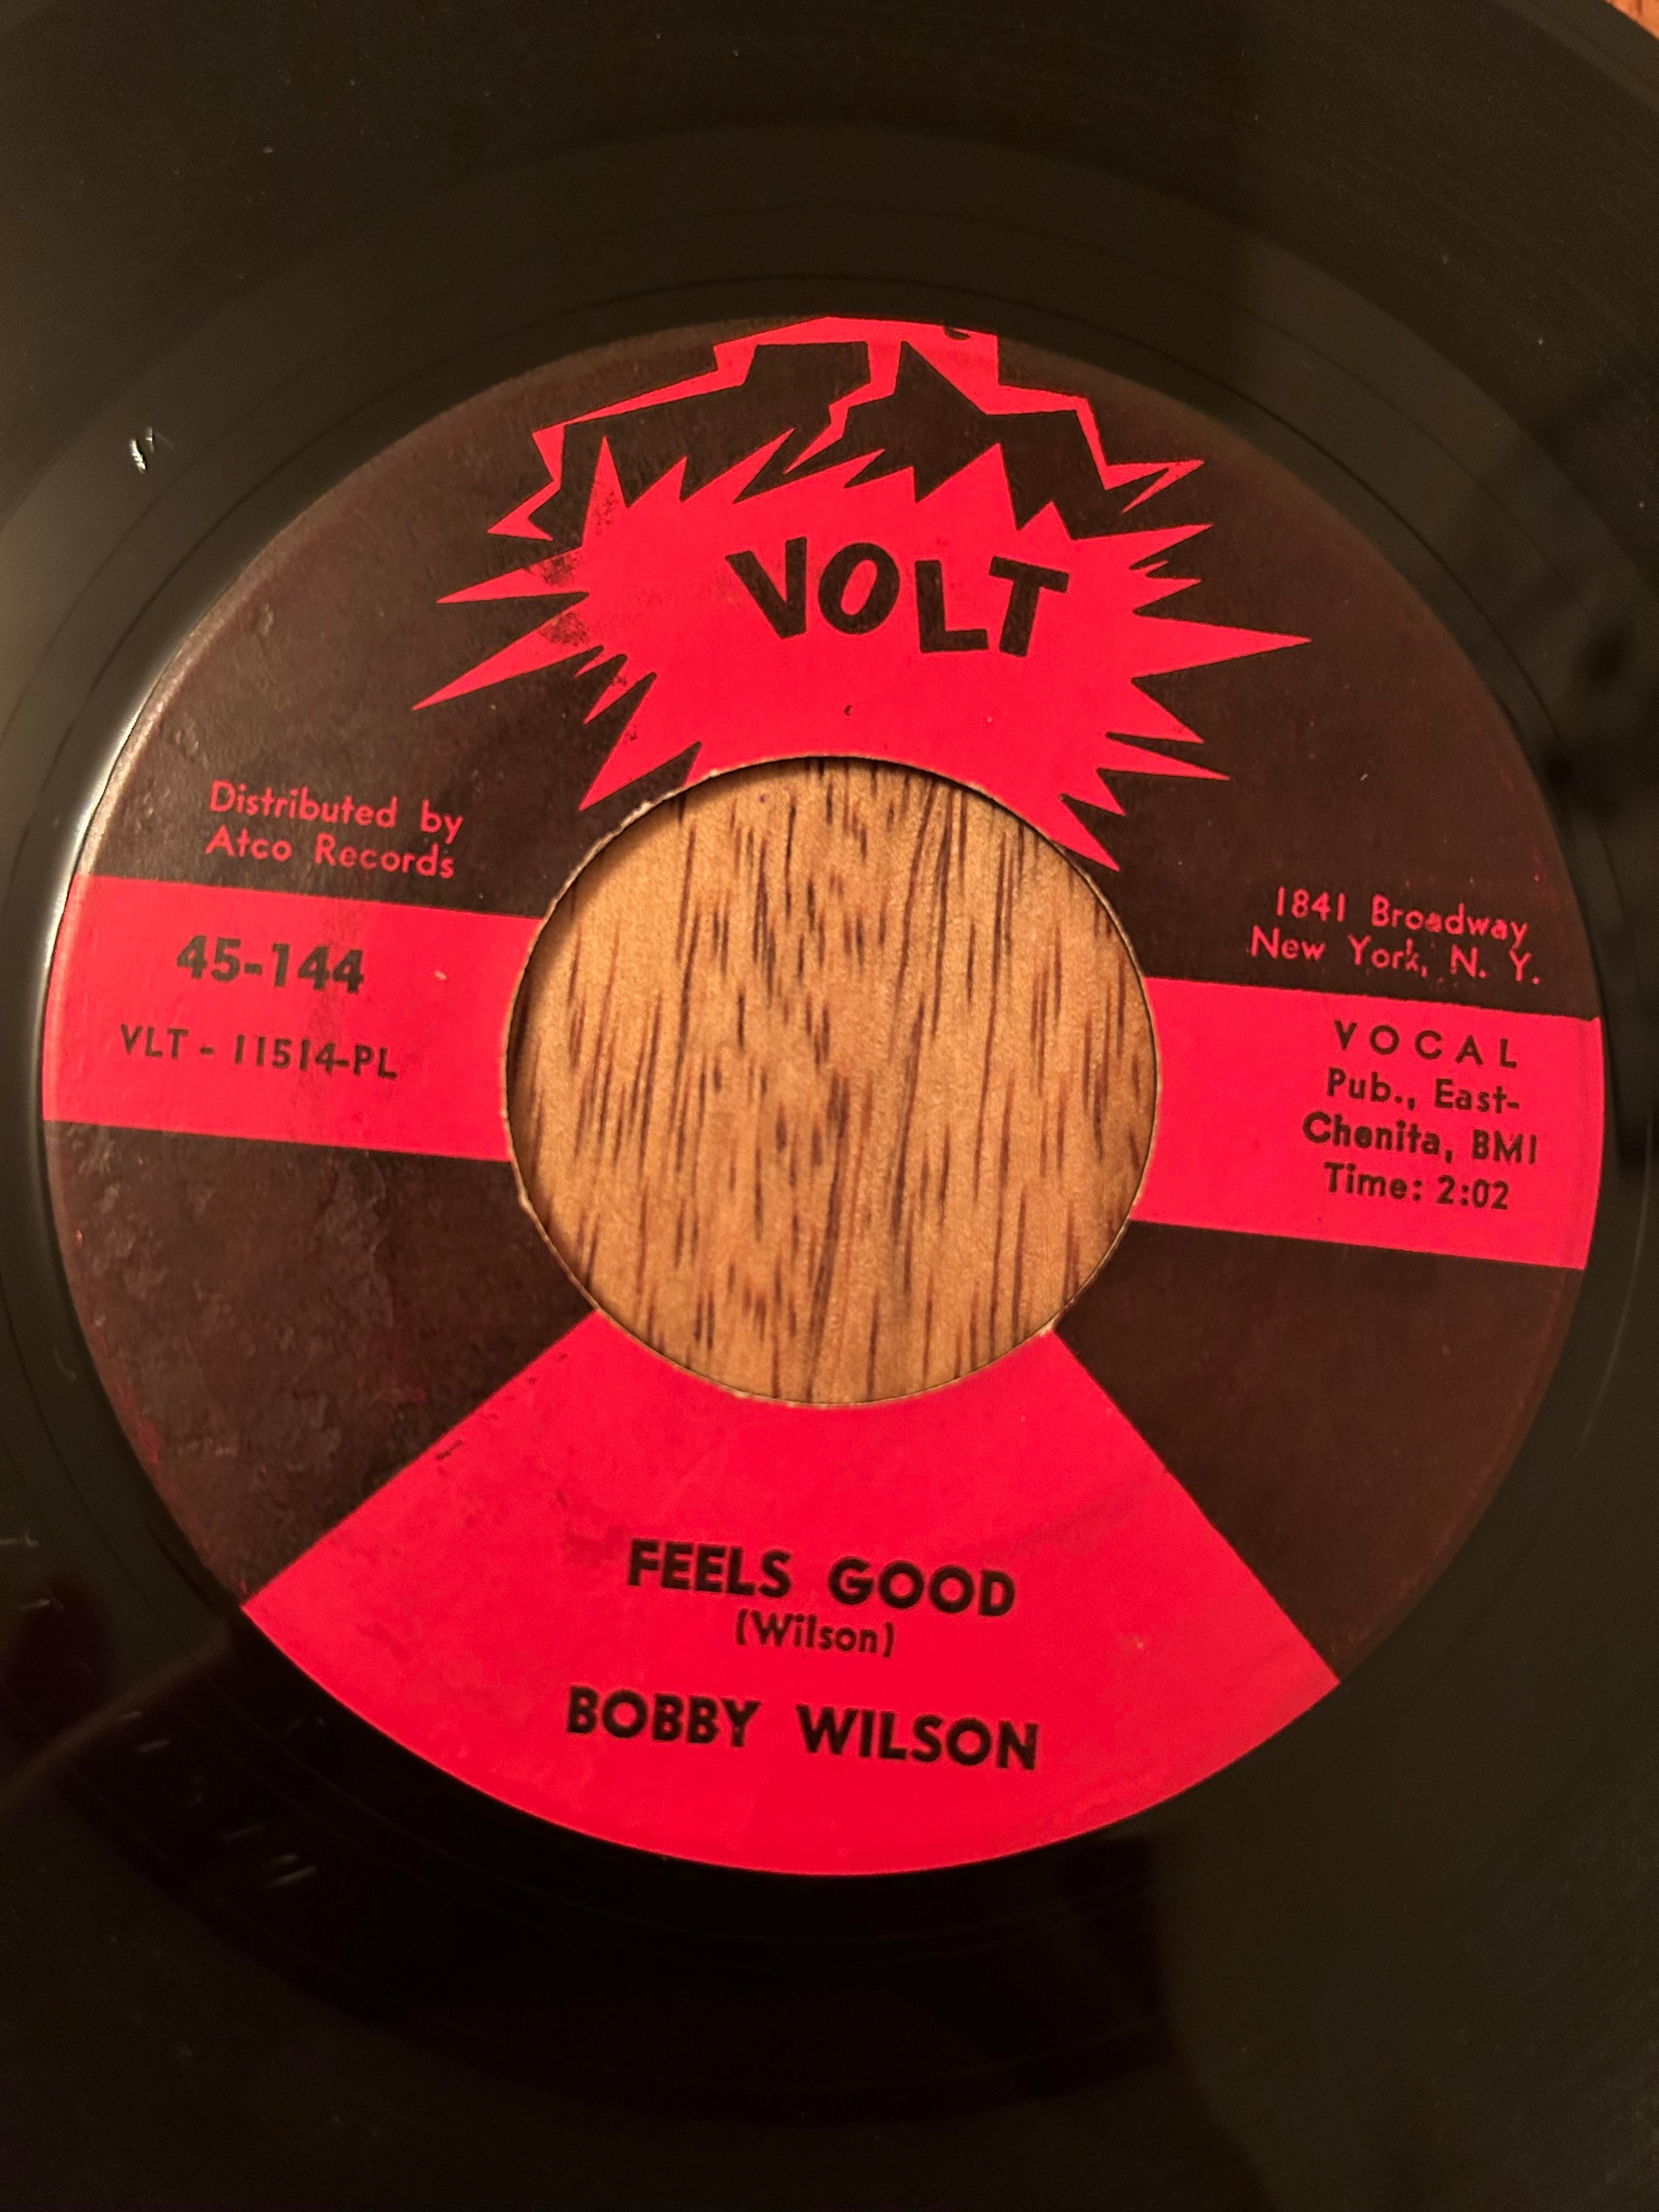 VOLT
Distributed by
Atco Records
45-144
VLT - 11514-PL
1841 Broadway
New York, N. Y.
VOCAL
Pub., East-
Chenita, BMI
Time: 2:02
FEELS GOOD
(Wilson)
BOBBY WILSON